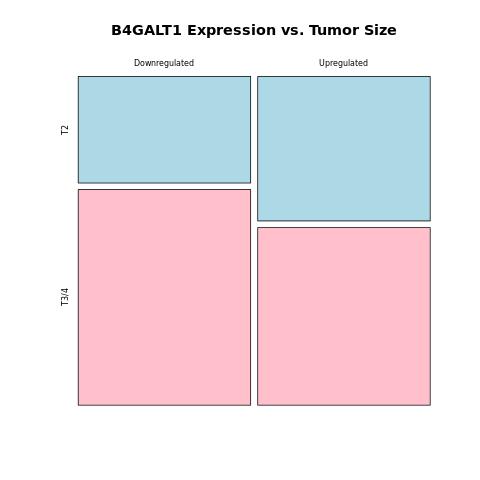 B4GALT1 Expression vs. Tumor Size
Downregulated
Upregulated
T2
T3/4